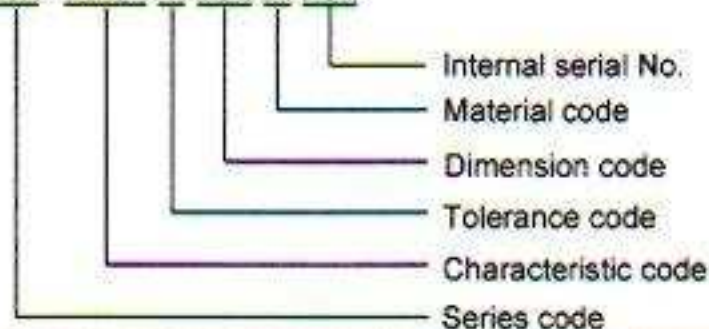 Internal serial No.
Material code
Dimension code
Tolerance code
Characteristic code
Series code